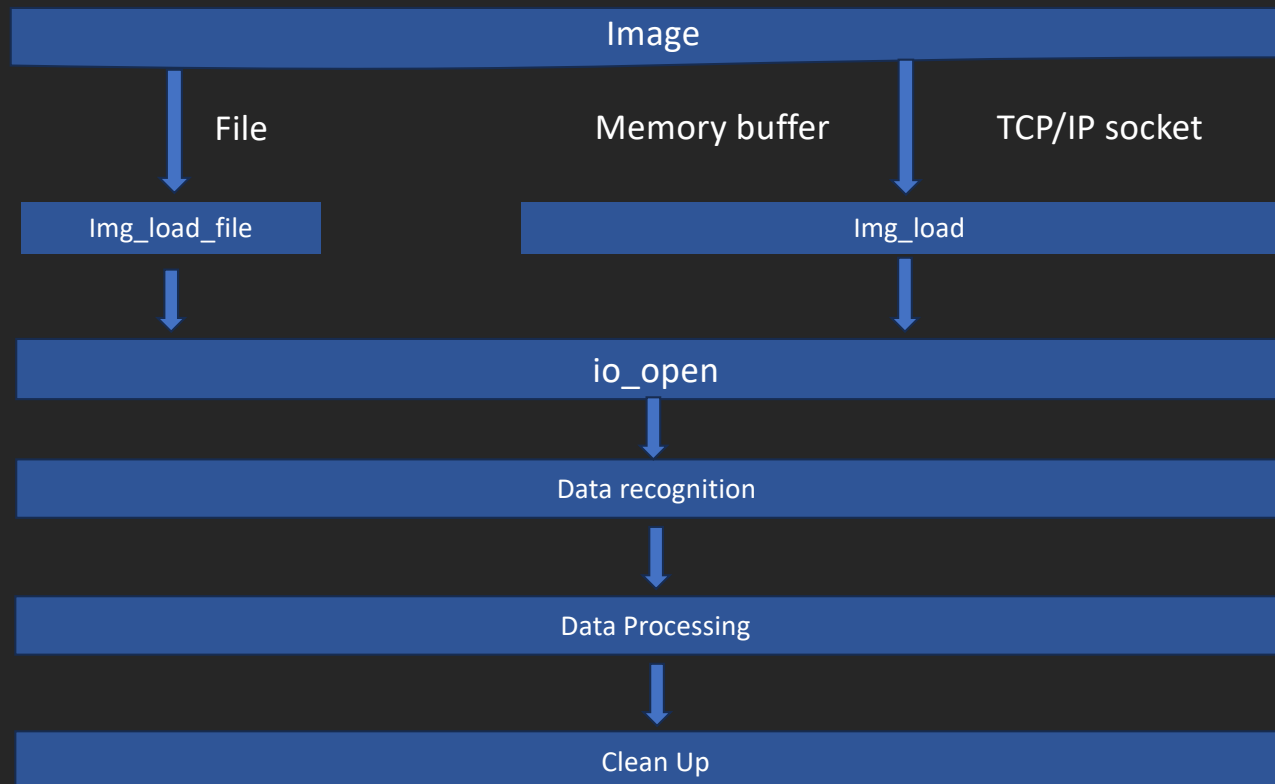 Image
File
Memory buffer
TCP/IP socket
Img_load_file
Img_load
io_open
Data recognition
Data Processing
Clean Up